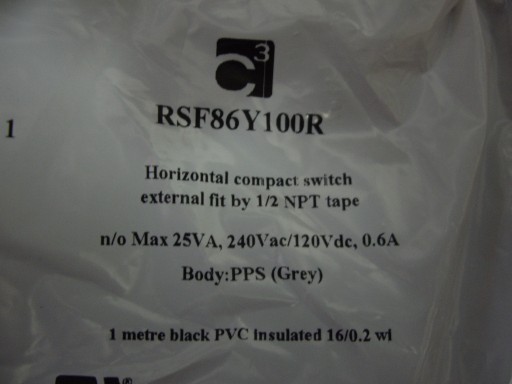 C3
RSF86Y100R
1
Horizontal compact switch
external fit by 1/2 NPT tape
n/o Max 25VA, 240Vac/120Vdc, 0.6A
Body:PPS (Grey)
1 metre black PVC Insulated 16/0.2 wi